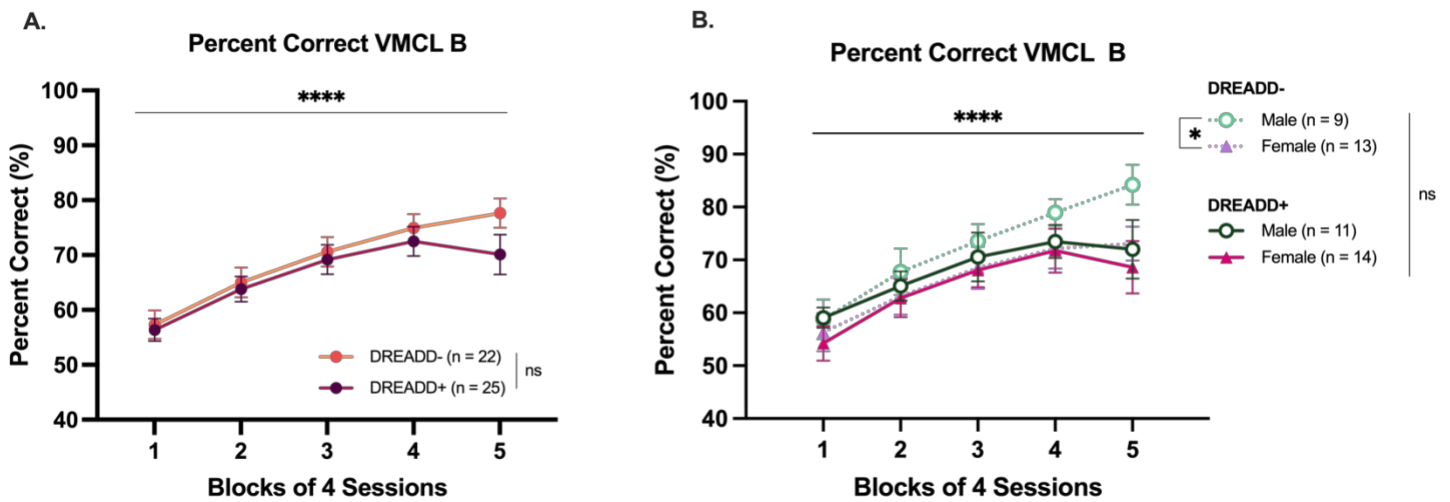 A.
Percent Correct VMCL B
Percent Correct (%)
100
90
80
70
60
50
40
****
DREADD- (n = 22)
DREADD+ (n = 25)
ns
1 2 3 4 5
Blocks of 4 Sessions
B.
Percent Correct VMCL B
Percent Correct (%)
100
90
80
70
60
50
40
****
1 2 3 4 5
Blocks of 4 Sessions
DREADD-
*
Male (n = 9)
Female (n = 13)
DREADD+
Male (n = 11)
Female (n = 14)
ns